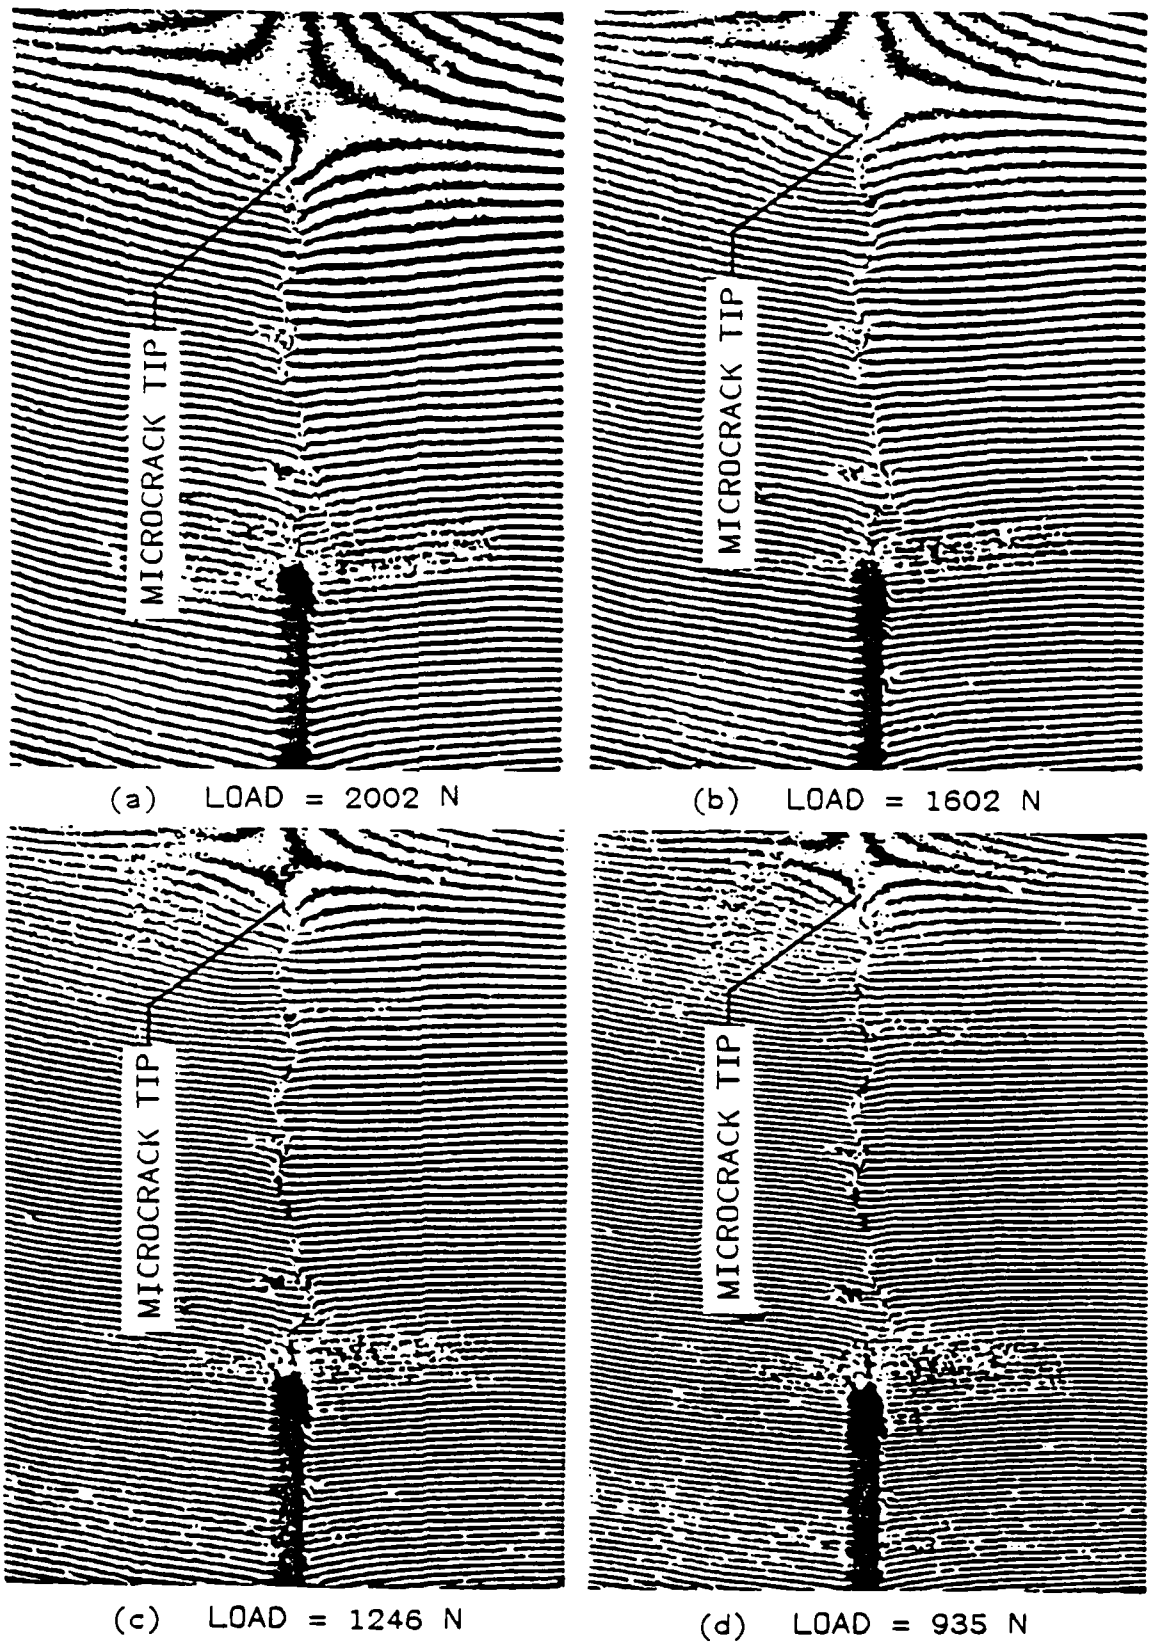 MICROCRACK TIP
MICROCRACK TIP
(a) LOAD = 2002 N
(b) LOAD = 1602 N
MICROCRACK TIP
MICROCRACK TIP
(c) LOAD = 1246 N
(d) LOAD = 935 N